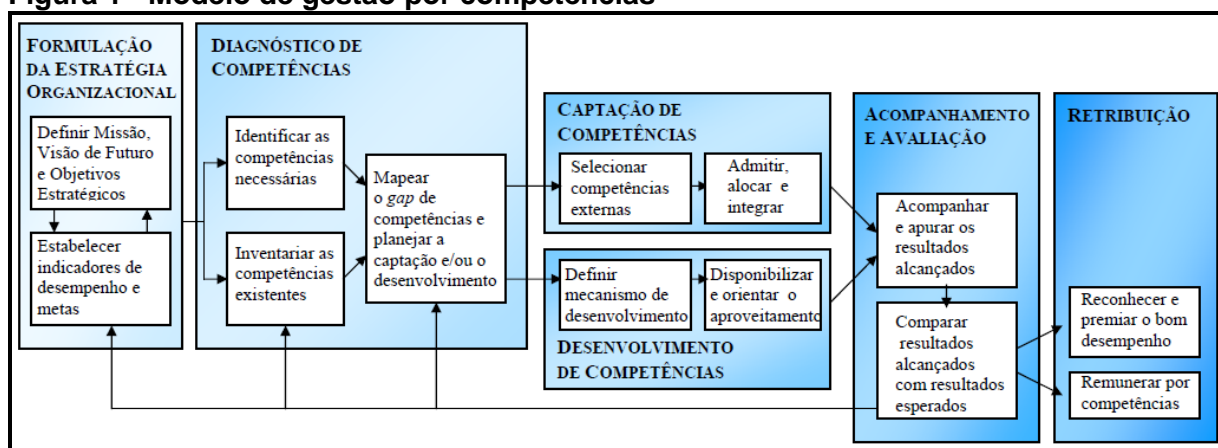 Figura 1 - Modelo de gestão por competências
FORMULAÇÃO
DA ESTRATÉGIA
ORGANIZACIONAL
Definir Missão,
Visão de Futuro
e Objetivos
Estratégicos
Estabelecer
indicadores de
desempenho e
metas
DIAGNÓSTICO DE
COMPETÊNCIAS
Identificar as
competências
necessárias
Inventariar as
competências
existentes
Mapear
o gap de
competências e
planejar a
captação e/ou o
desenvolvimento
CAPTAÇÃO DE
COMPETÊNCIAS
Selecionar
competências
externas
Admitir,
alocar e
integrar
Definir
mecanismo de
desenvolvimento
Disponibilizar
e orientar o
aproveitamento
DESENVOLVIMENTO
DE COMPETÊNCIAS
ACOMPANHAMENTO
E AVALIAÇÃO
Acompanhar
e apurar os
resultados
alcançados
Comparar
resultados
alcançados
com resultados
esperados
RETRIBUIÇÃO
Reconhecer e
premiar o bom
desempenho
Remunerar por
competências